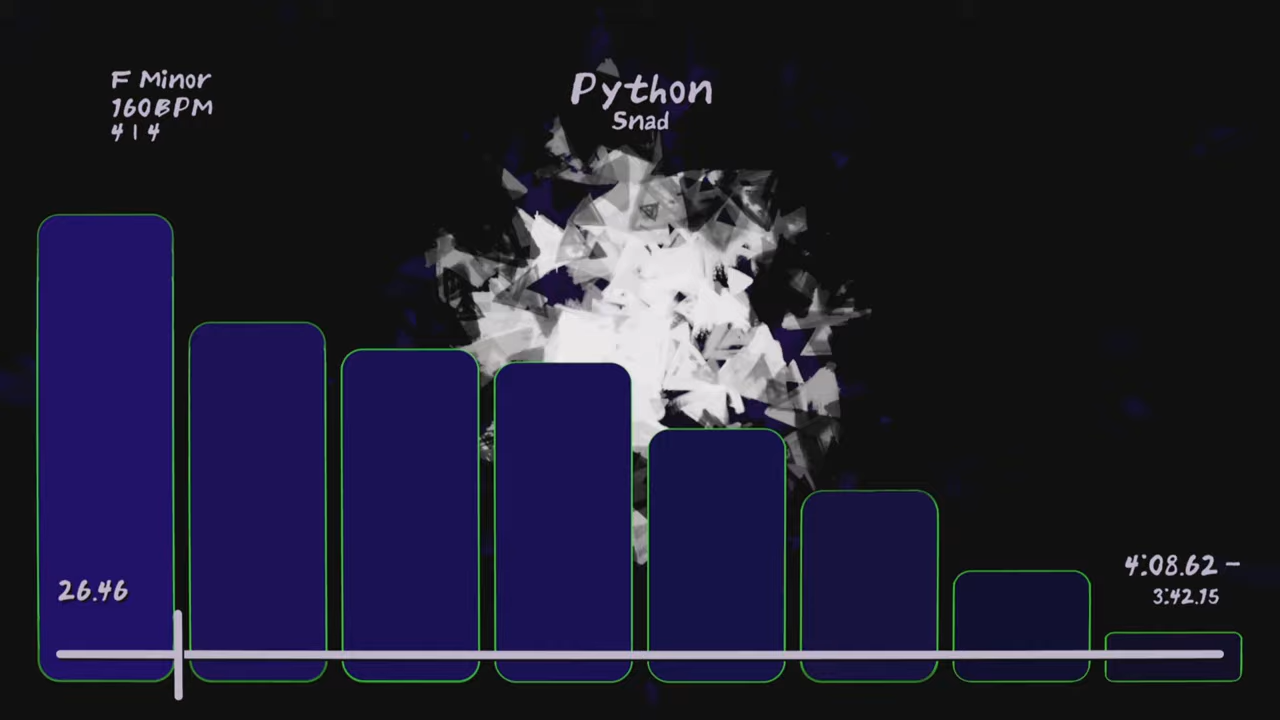 F Minor
160BPM
4|4
Python
Snad
26.46
4:08.62 -
3:42.15